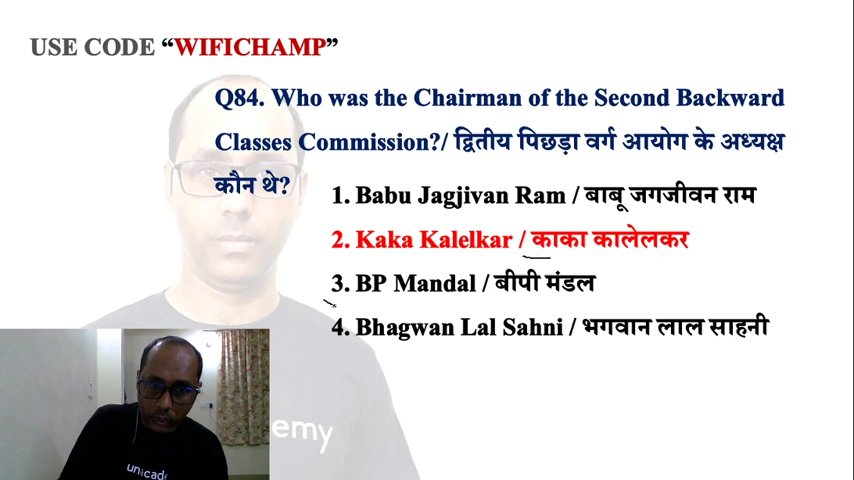 USE CODE “WIFICHAMP”
Q84. Who was the Chairman of the Second Backward
Classes Commission?/ द्वितीय पिछड़ा वर्ग आयोग के अध्यक्ष
कौन थे?
1. Babu Jagjivan Ram / बाबू जगजीवन राम
2. Kaka Kalelkar / काका कालेलकर
3. BP Mandal / बीपी मंडल
4. Bhagwan Lal Sahni / भगवान लाल साहनी
emy
unacade